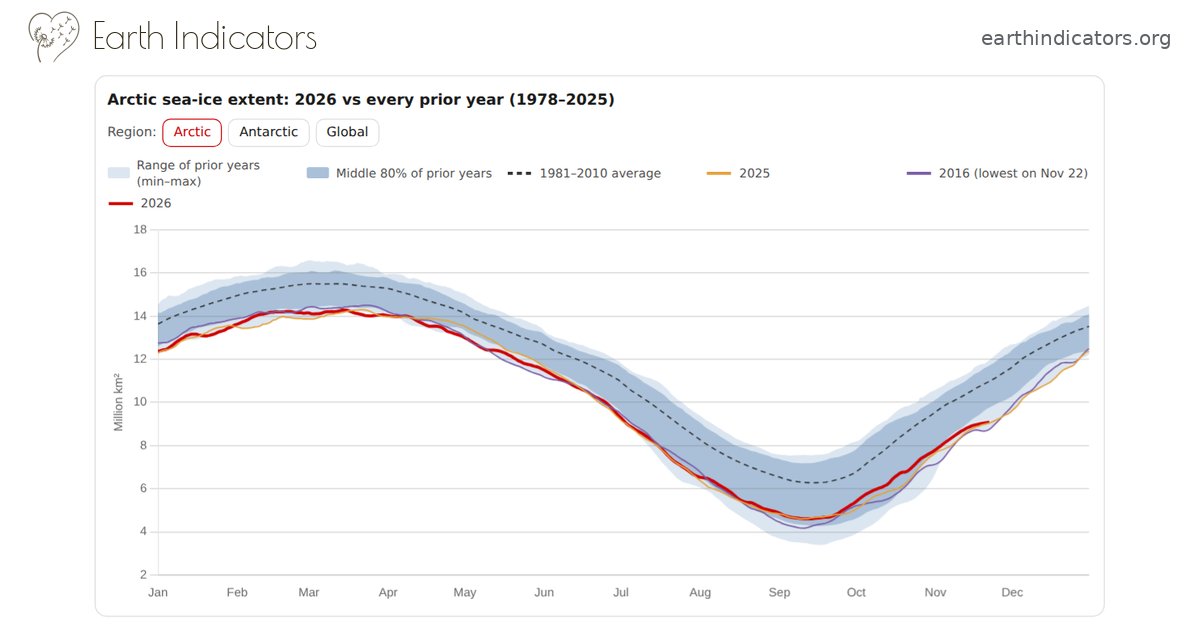 Earth Indicators
earthindicators.org
Arctic sea-ice extent: 2026 vs every prior year (1978–2025)
Region: Arctic Antarctic Global
Range of prior years
(min–max)
Middle 80% of prior years
1981–2010 average
2025
2016 (lowest on Nov 22)
2026
Million km²
18
16
14
12
10
8
6
4
2
Jan Feb Mar Apr May Jun Jul Aug Sep Oct Nov Dec